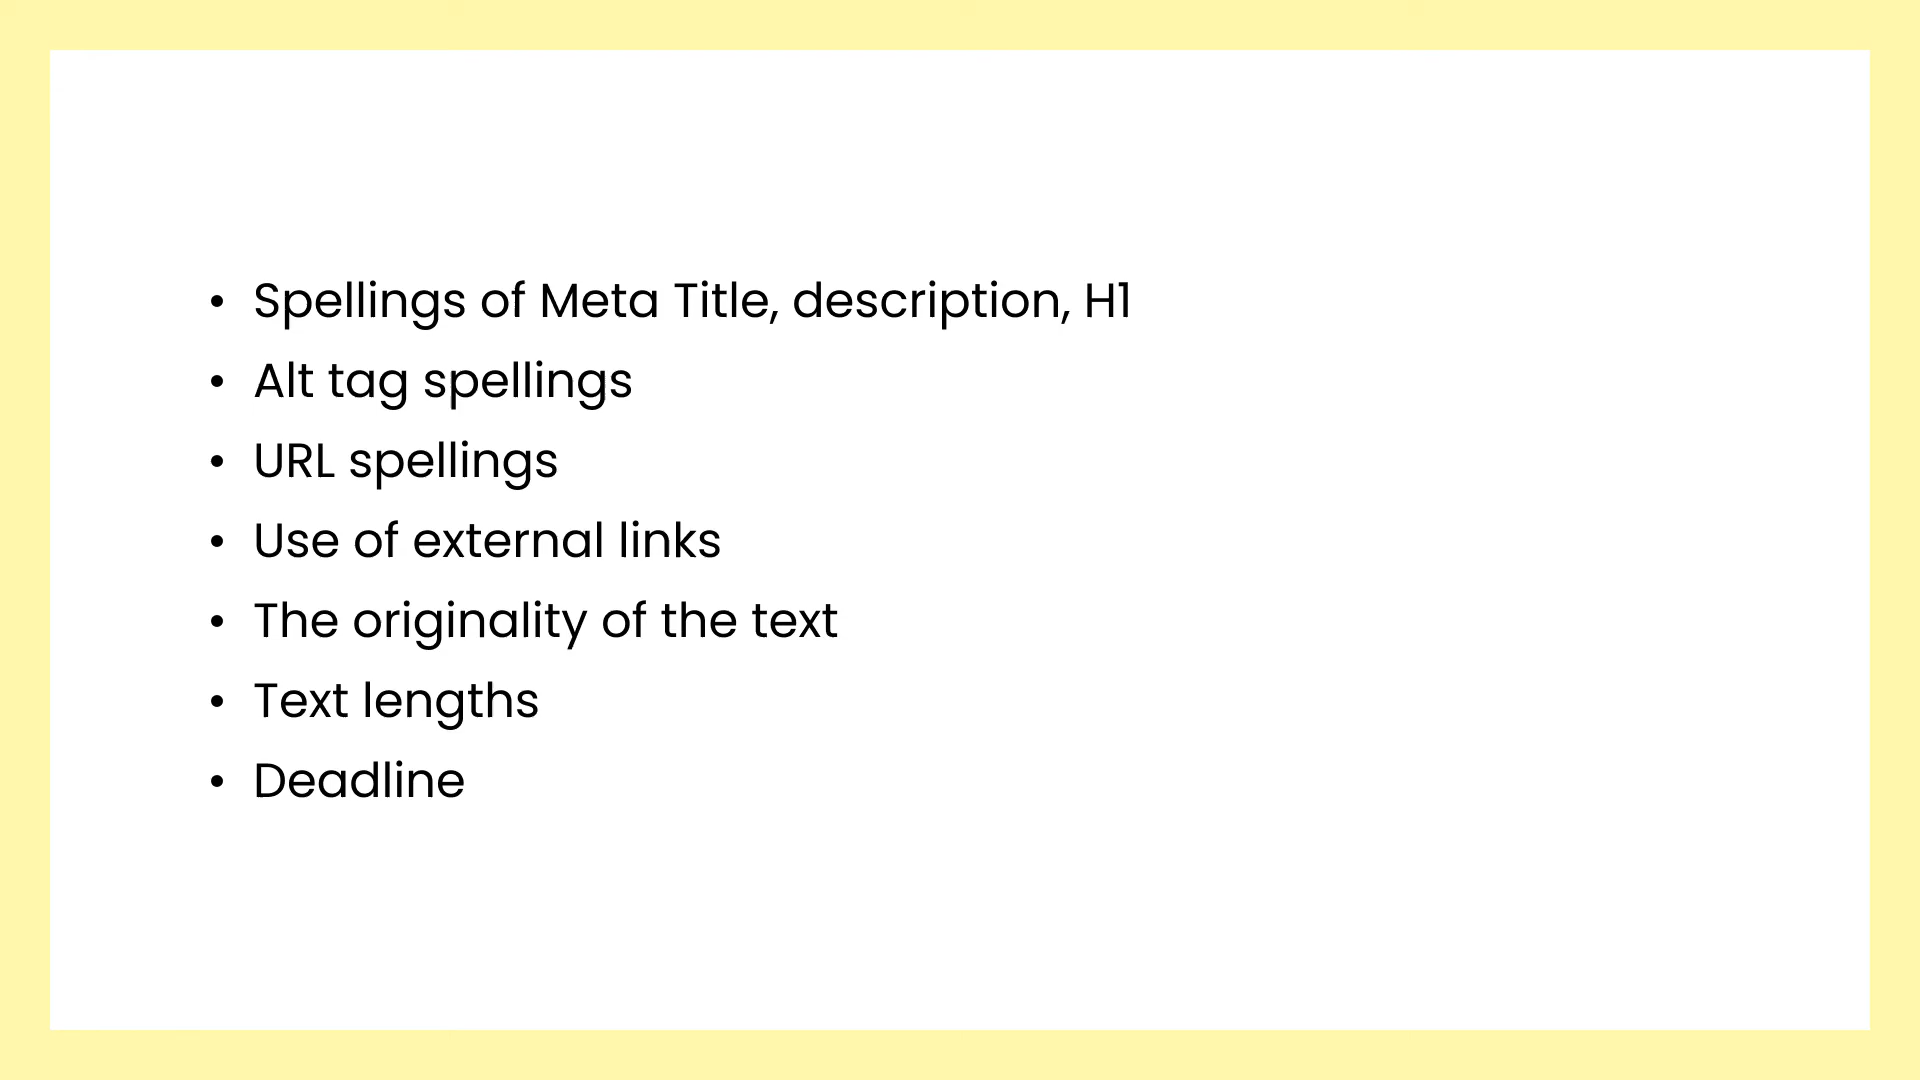 • Spellings of Meta Title, description, H1
• Alt tag spellings
• URL spellings
• Use of external links
• The originality of the text
• Text lengths
• Deadline